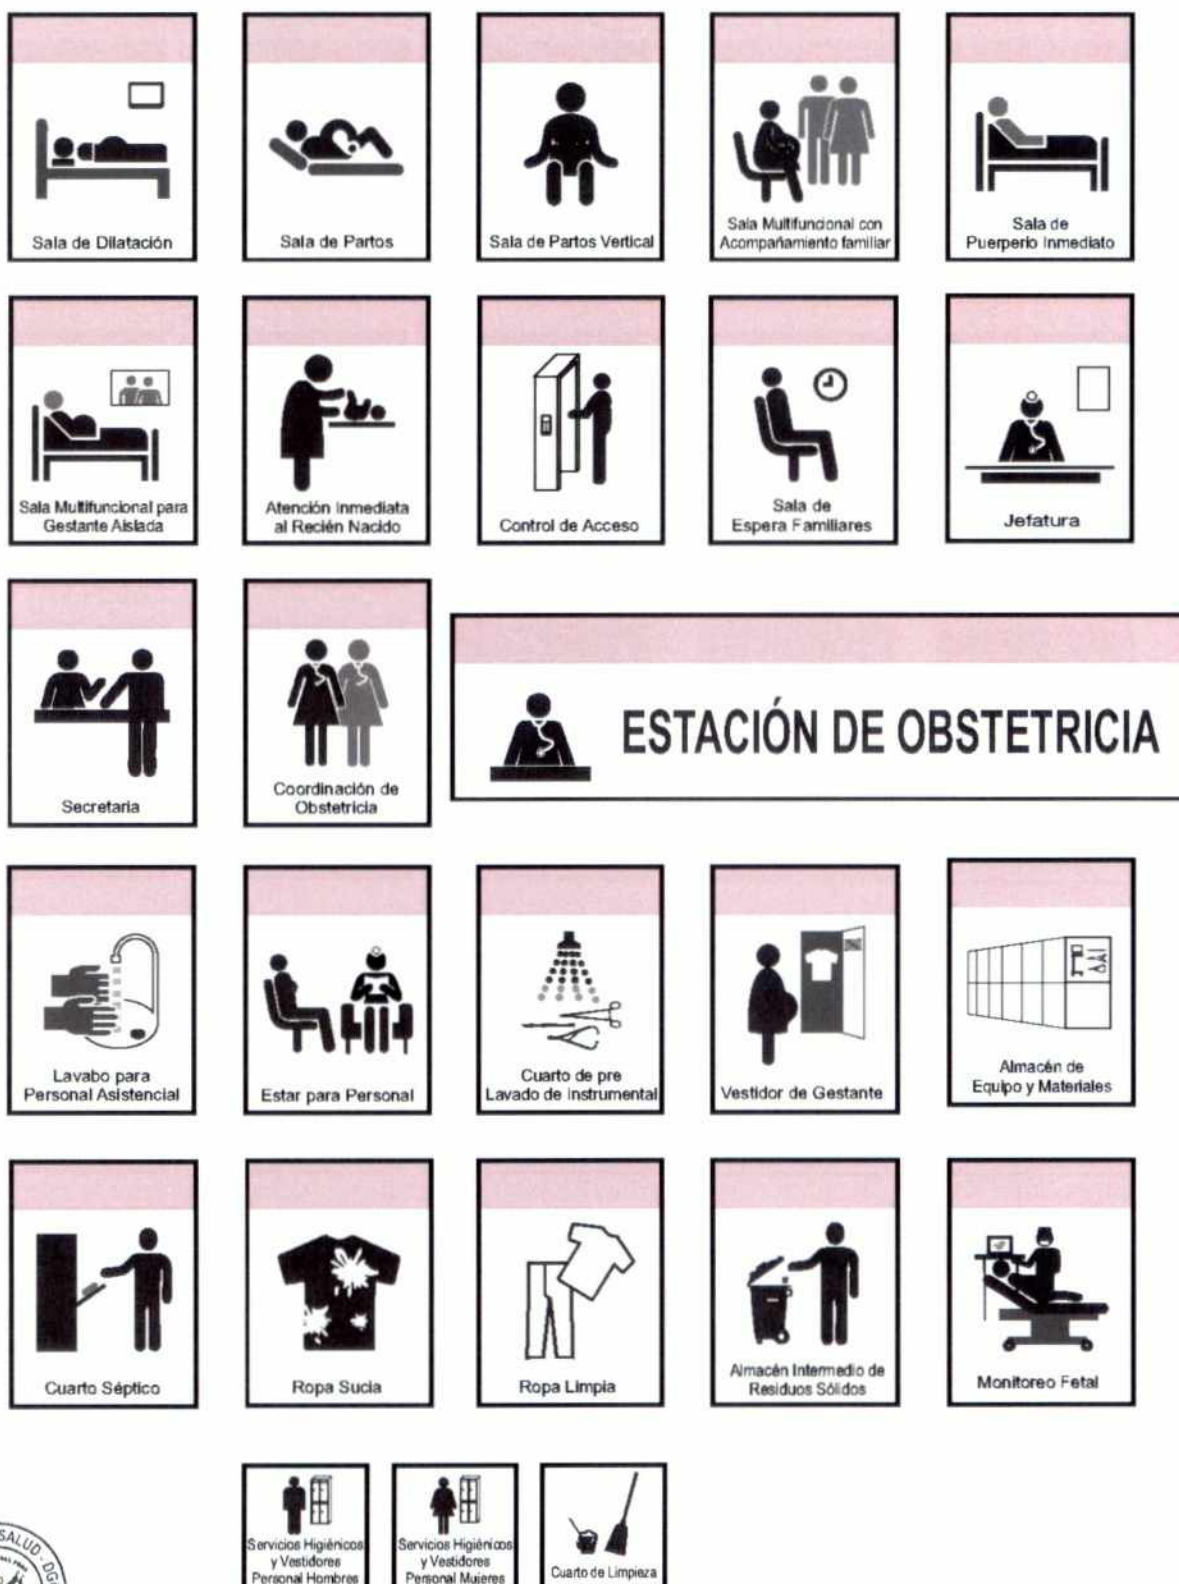 Sala de Dilatación
Sala de Partos
Sala de Partos Vertical
Sala Multifuncional con
Acompañamiento familiar
Sala de
Puerperio Inmediato
Sala Multifuncional para
Gestante Aislada
Atención Inmediata
al Recién Nacido
Control de Acceso
Sala de
Espera Familiares
Jefatura
Secretaria
Coordinación de
Obstetricia
ESTACIÓN DE OBSTETRICIA
Lavabo para
Personal Asistencial
Estar para Personal
Cuarto de pre
Lavado de Instrumental
Vestidor de Gestante
Almacén de
Equipo y Materiales
Cuarto Séptico
Ropa Sucia
Ropa Limpia
Almacén Intermedio de
Residuos Sólidos
Monitoreo Fetal
Servicios Higiénicos
y Vestidores
Personal Hombres
Servicios Higiénicos
y Vestidores
Personal Mujeres
Cuarto de Limpieza
SALUD - DG